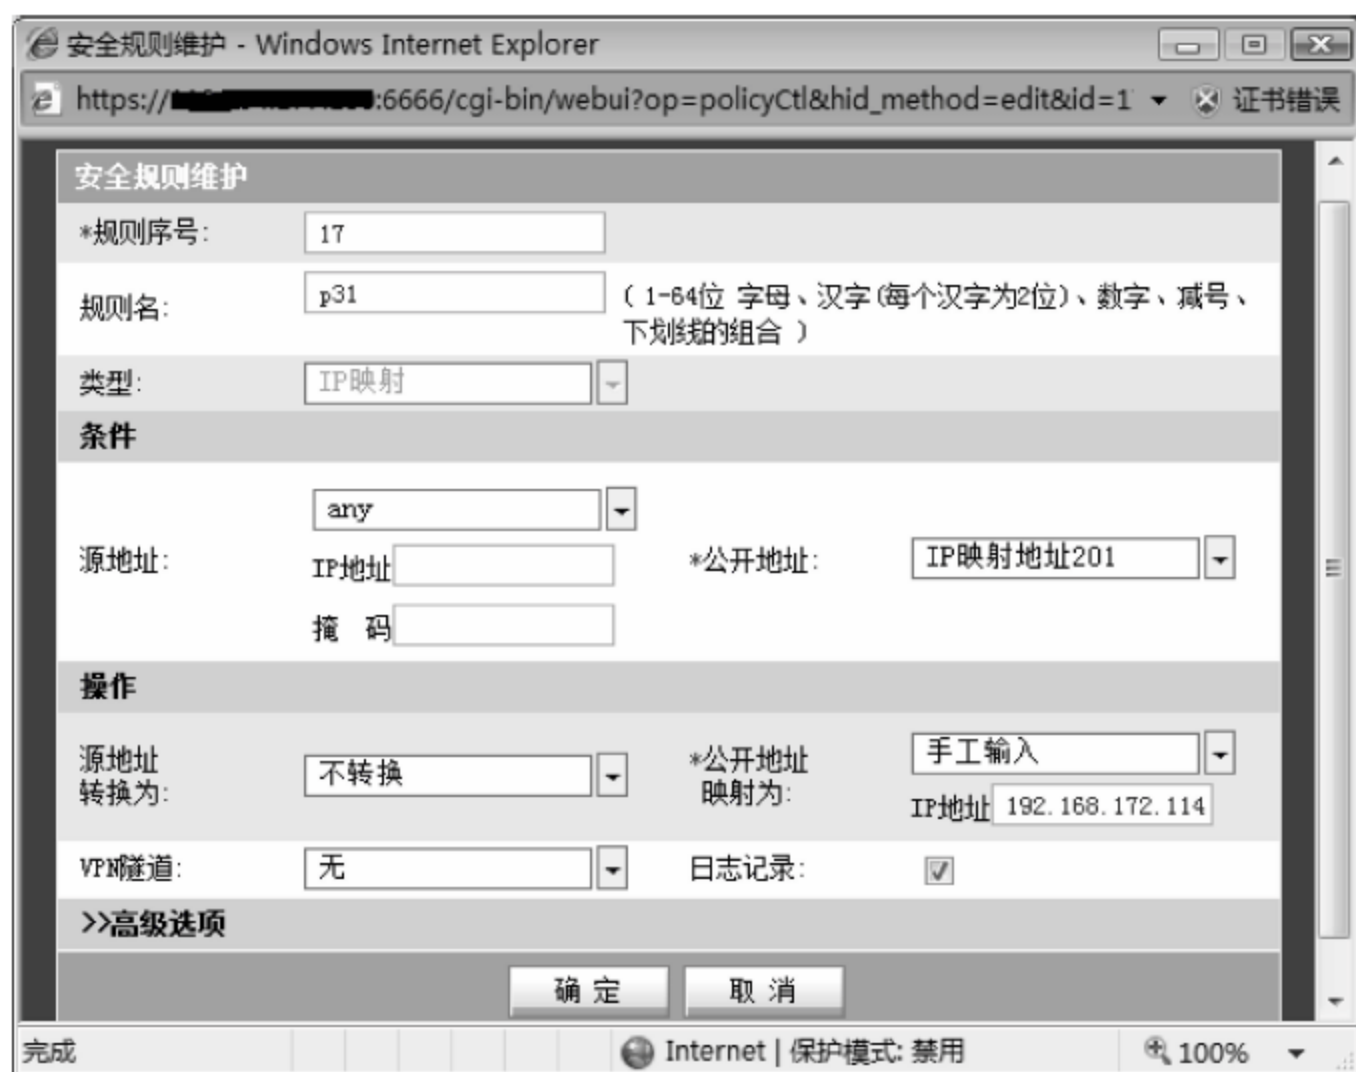 安全规则维护 - Windows Internet Explorer
https:// :6666/cgi-bin/webui?op=policyCtl&hid_method=edit&id=1 证书错误
安全规则维护
*规则序号: 17
规则名: p31 ( 1-64位 字母、汉字(每个汉字为2位)、数字、减号、
下划线的组合 )
类型: IP映射
条件
any
源地址: IP地址 *公开地址: IP映射地址201
掩 码
操作
源地址
转换为: 不转换 *公开地址
映射为: 手工输入
IP地址 192.168.172.114
VPN隧道: 无 日志记录:
>>高级选项
确 定 取 消
完成 Internet | 保护模式: 禁用 100%